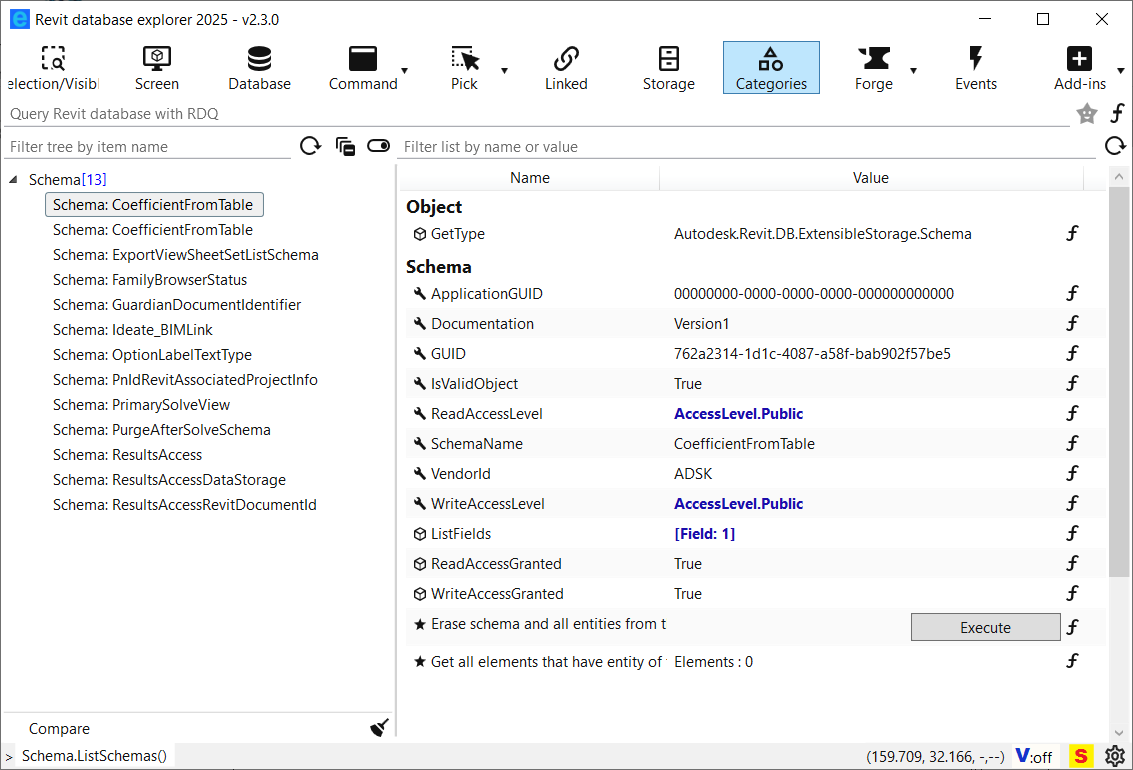 Revit database explorer 2025 - v2.3.0
election/Visibl Screen Database Command Pick Linked Storage Categories Forge Events Add-ins
Query Revit database with RDQ
Filter tree by item name
Filter list by name or value
Schema[13]
Schema: CoefficientFromTable
Schema: CoefficientFromTable
Schema: ExportViewSheetSetListSchema
Schema: FamilyBrowserStatus
Schema: GuardianDocumentIdentifier
Schema: Ideate_BIMLink
Schema: OptionLabelTextType
Schema: PnIdRevitAssociatedProjectInfo
Schema: PrimarySolveView
Schema: PurgeAfterSolveSchema
Schema: ResultsAccess
Schema: ResultsAccessDataStorage
Schema: ResultsAccessRevitDocumentId
Compare
Name Value
Object
GetType Autodesk.Revit.DB.ExtensibleStorage.Schema
Schema
ApplicationGUID 00000000-0000-0000-0000-000000000000
Documentation Version1
GUID 762a2314-1d1c-4087-a58f-bab902f57be5
IsValidObject True
ReadAccessLevel AccessLevel.Public
SchemaName CoefficientFromTable
VendorId ADSK
WriteAccessLevel AccessLevel.Public
ListFields [Field: 1]
ReadAccessGranted True
WriteAccessGranted True
Erase schema and all entities from t Execute
Get all elements that have entity of Elements : 0
> Schema.ListSchemas() (159.709, 32.166, -,--) V:off S